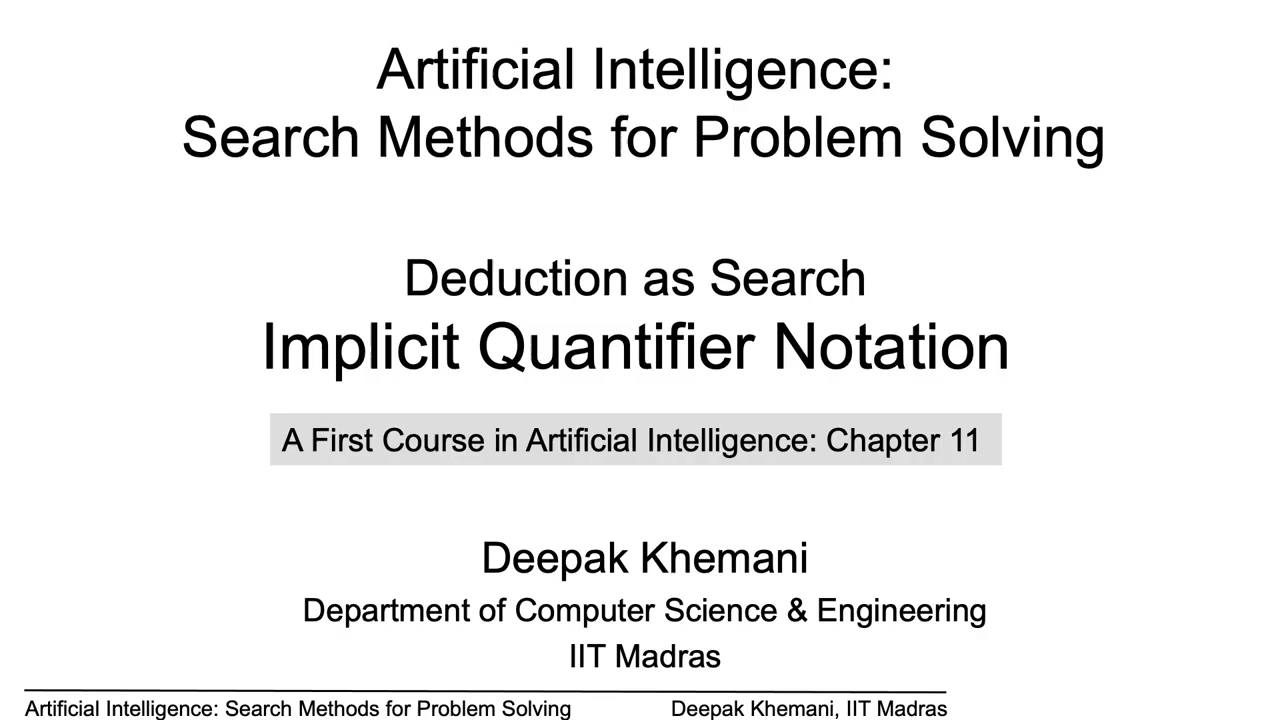 Artificial Intelligence:
Search Methods for Problem Solving
Deduction as Search
Implicit Quantifier Notation
A First Course in Artificial Intelligence: Chapter 11
Deepak Khemani
Department of Computer Science & Engineering
IIT Madras
Artificial Intelligence: Search Methods for Problem Solving Deepak Khemani, IIT Madras